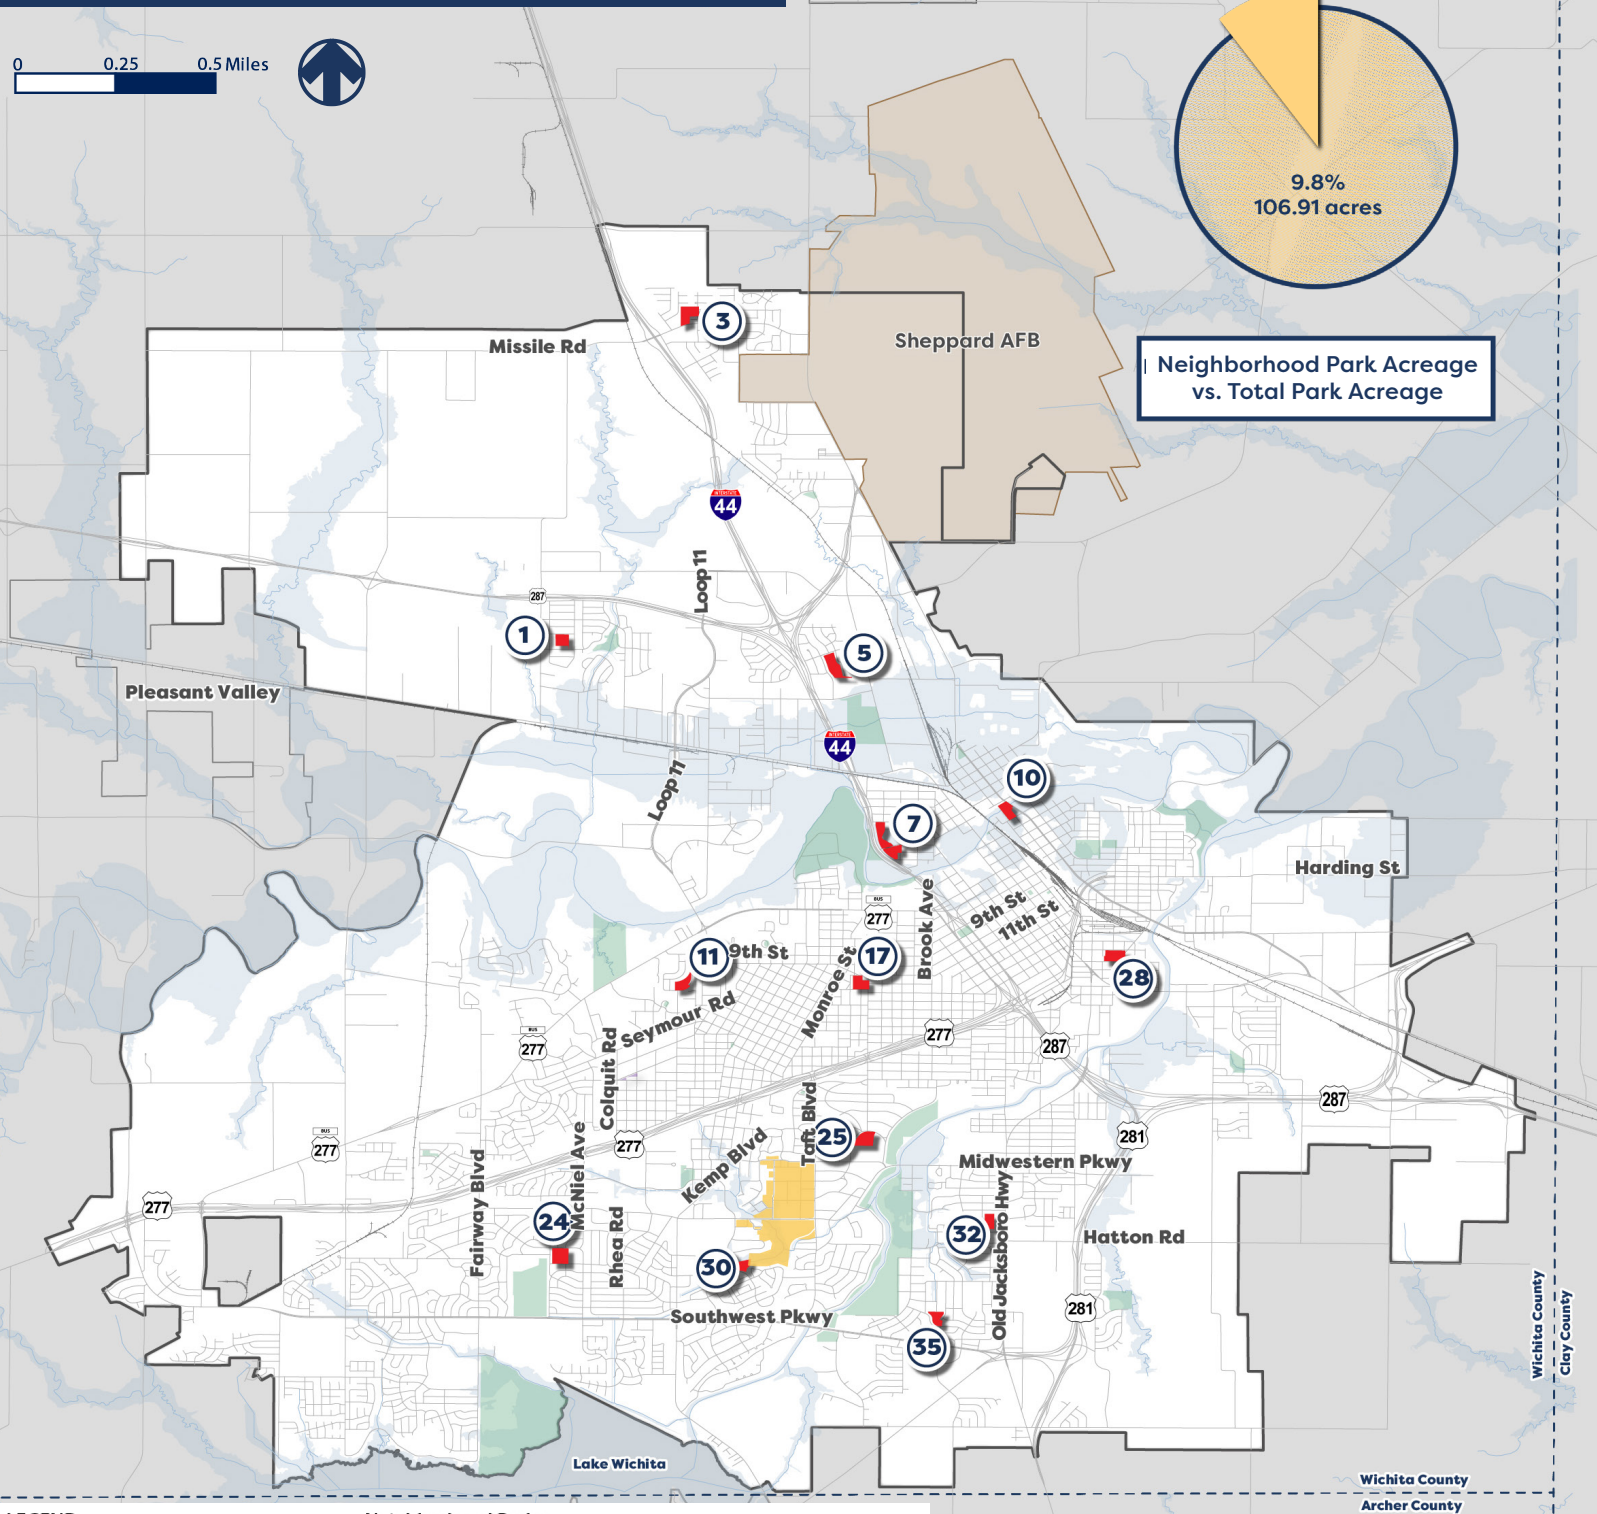 0 0.25 0.5 Miles
9.8%
106.91 acres
Neighborhood Park Acreage
vs. Total Park Acreage
3
Missile Rd
Sheppard AFB
INTERSTATE
44
Loop 11
287
1
5
Pleasant Valley
INTERSTATE
44
10
Loop 11
7
Harding St
Brook Ave
BUS
277
9th St
11th St
11
9th St
17
Monroe St
28
Seymour Rd
BUS
277
Colquit Rd
277
287
287
Taft Blvd
25
281
BUS
277
277
Kemp Blvd
Midwestern Pkwy
McNiel Ave
Fairway Blvd
277
24
Rhea Rd
32
Old Jacksboro Hwy
Hatton Rd
30
281
Southwest Pkwy
35
Wichita County
Clay County
Lake Wichita
Wichita County
Archer County